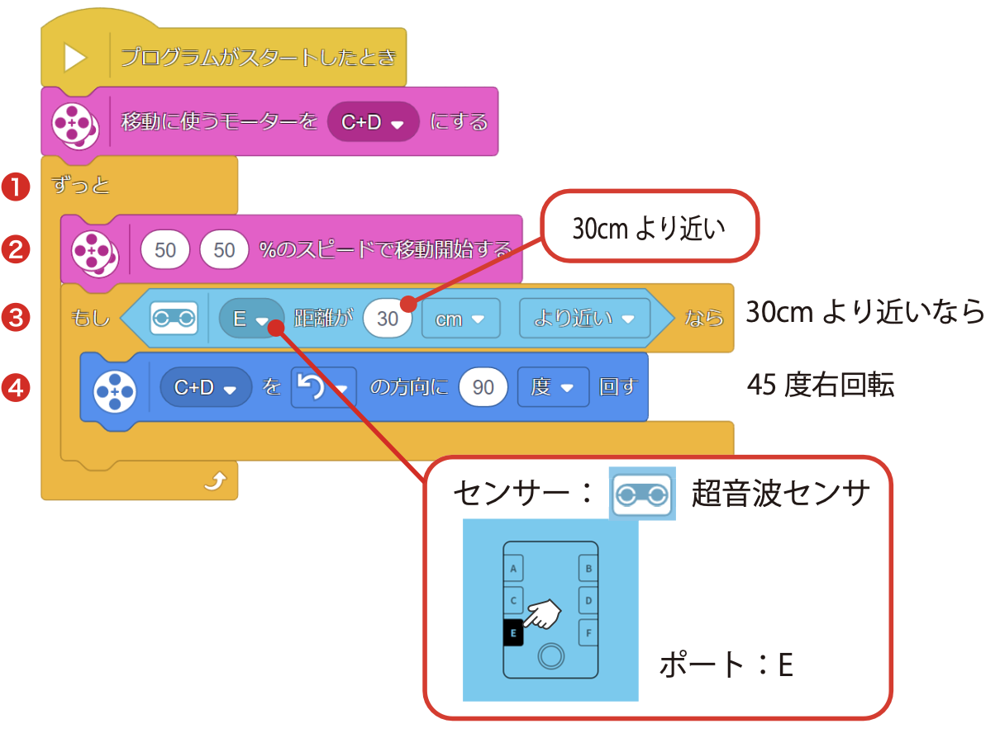 プログラムがスタートしたとき
移動に使うモーターを C+D にする
1 ずっと
30cm より近い
2 50 50 %のスピードで移動開始する
3 もし E 距離が 30 cm より近い なら 30cm より近いなら
4 C+D を の方向に 90 度 回す 45 度右回転
センサー： 超音波センサ
A B
C D
E F
ポート：E